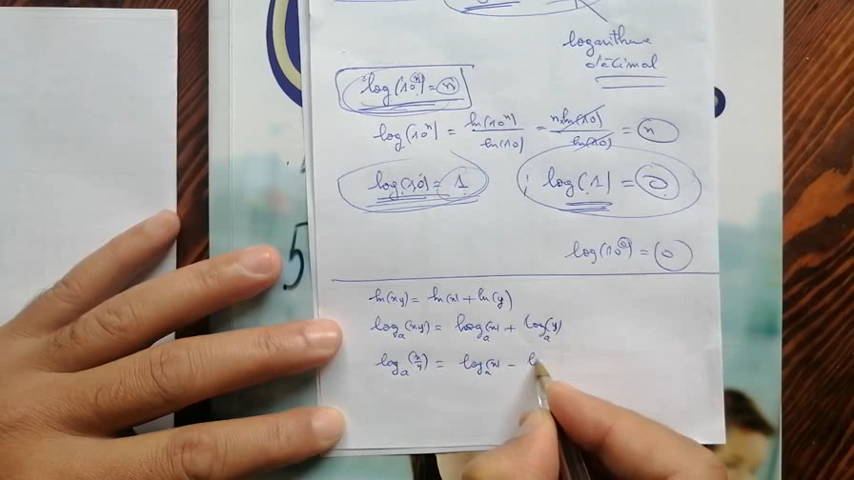 logarithme
décimal
log(10ⁿ) = n
log(10ⁿ) = ln(10ⁿ)/ln(10) = n×ln(10)/ln(10) = n
log(10) = 1 ; log(1) = 0
log(10⁰) = 0
5
ln(xy) = ln(x) + ln(y)
logₐ(xy) = logₐ(x) + logₐ(y)
logₐ(x/y) = logₐ(x) − l